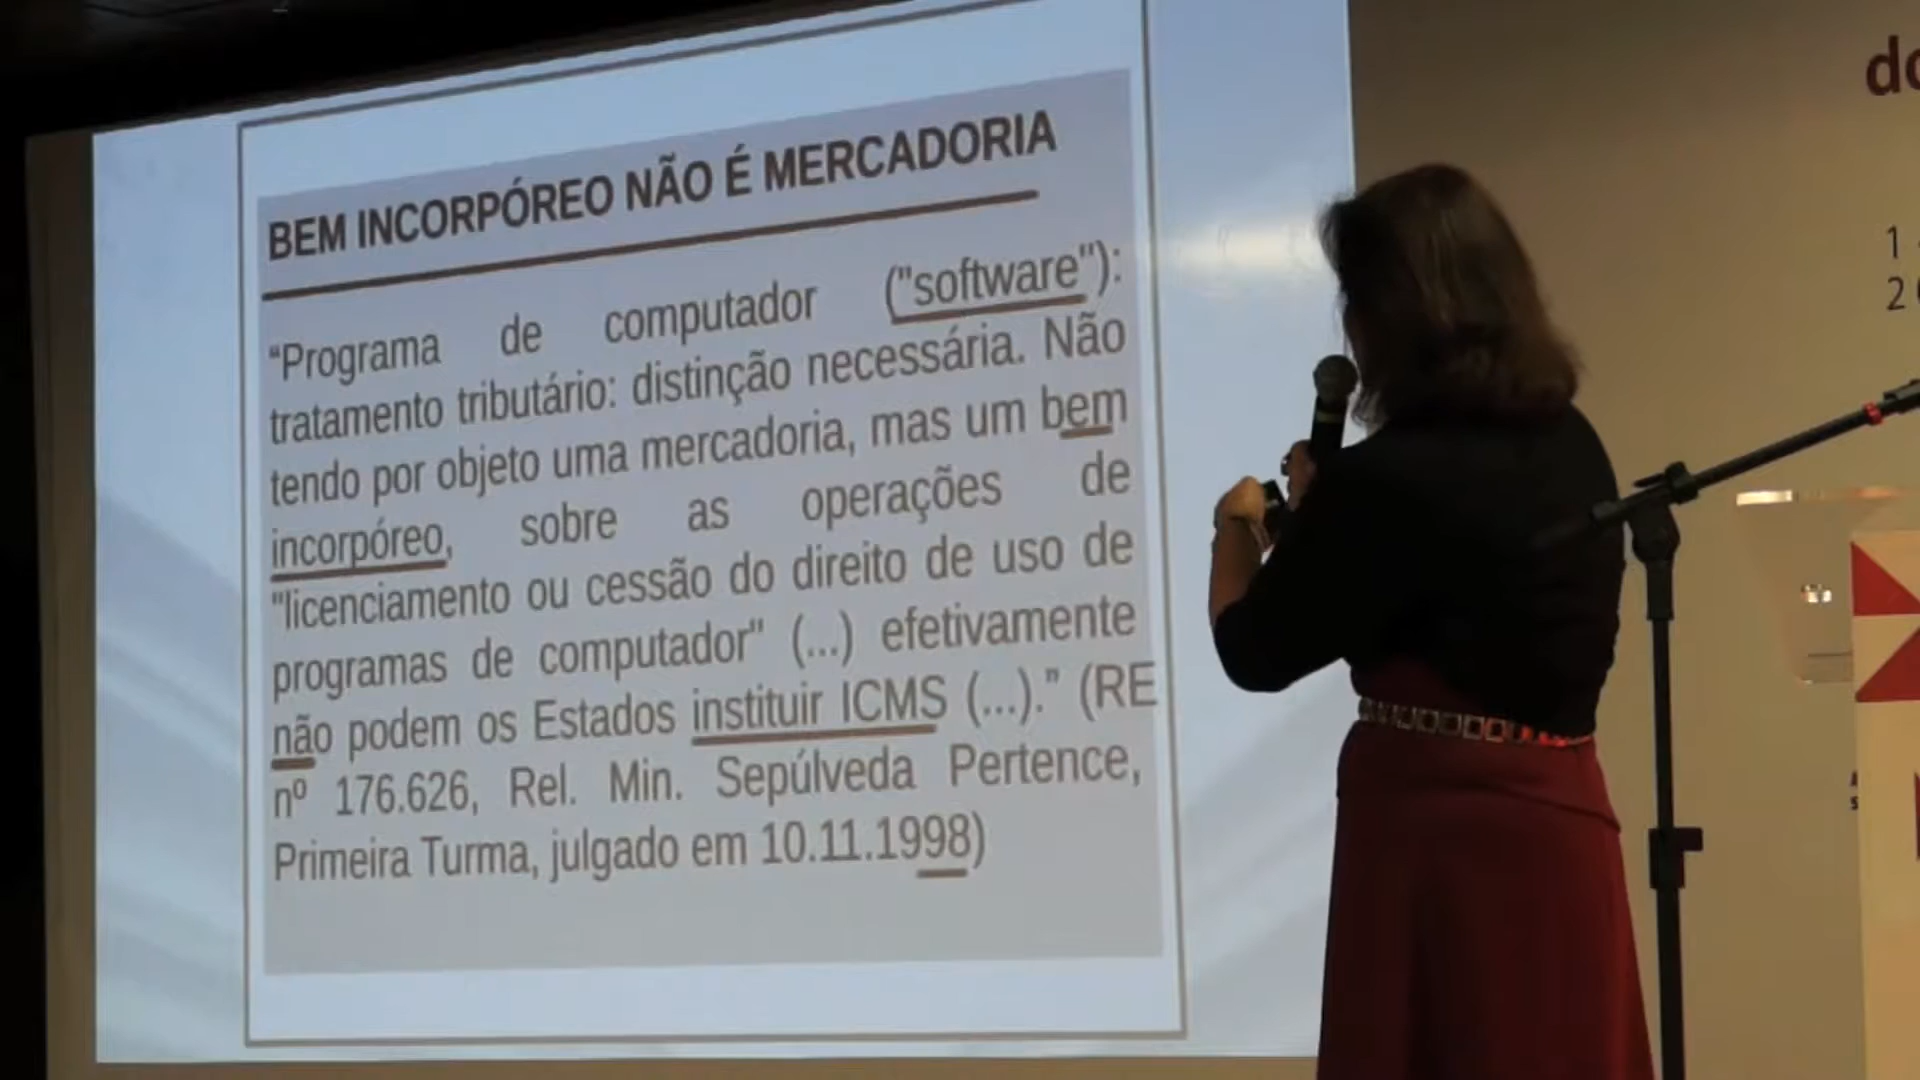 BEM INCORPÓREO NÃO É MERCADORIA
“Programa de computador ("software"):
tratamento tributário: distinção necessária. Não
tendo por objeto uma mercadoria, mas um bem
incorpóreo, sobre as operações de
"licenciamento ou cessão do direito de uso de
programas de computador" (...) efetivamente
não podem os Estados instituir ICMS (...).” (RE
nº 176.626, Rel. Min. Sepúlveda Pertence,
Primeira Turma, julgado em 10.11.1998)
do
1
2